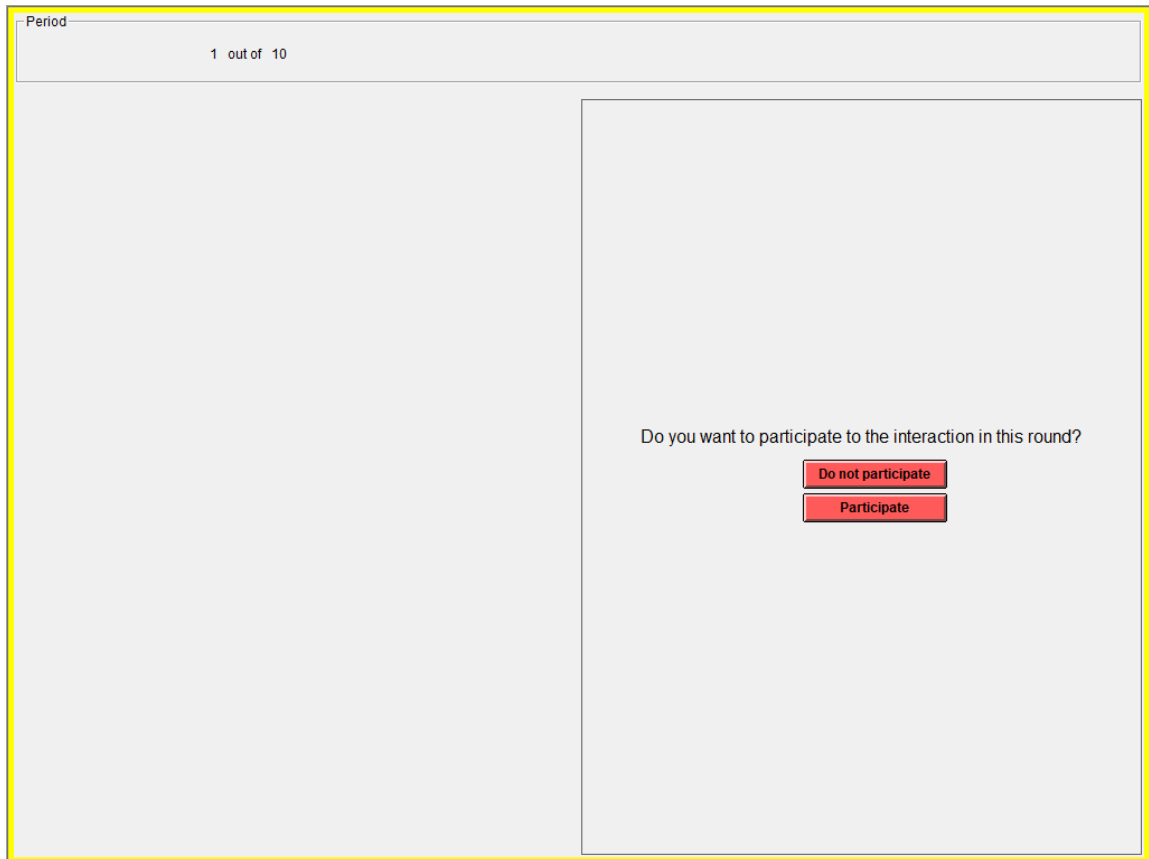 Period
1 out of 10
Do you want to participate to the interaction in this round?
Do not participate
Participate